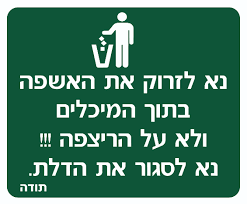 נא לזרוק את האשפה
בתוך המיכלים
ולא על הריצפה !!!
נא לסגור את הדלת.
תודה